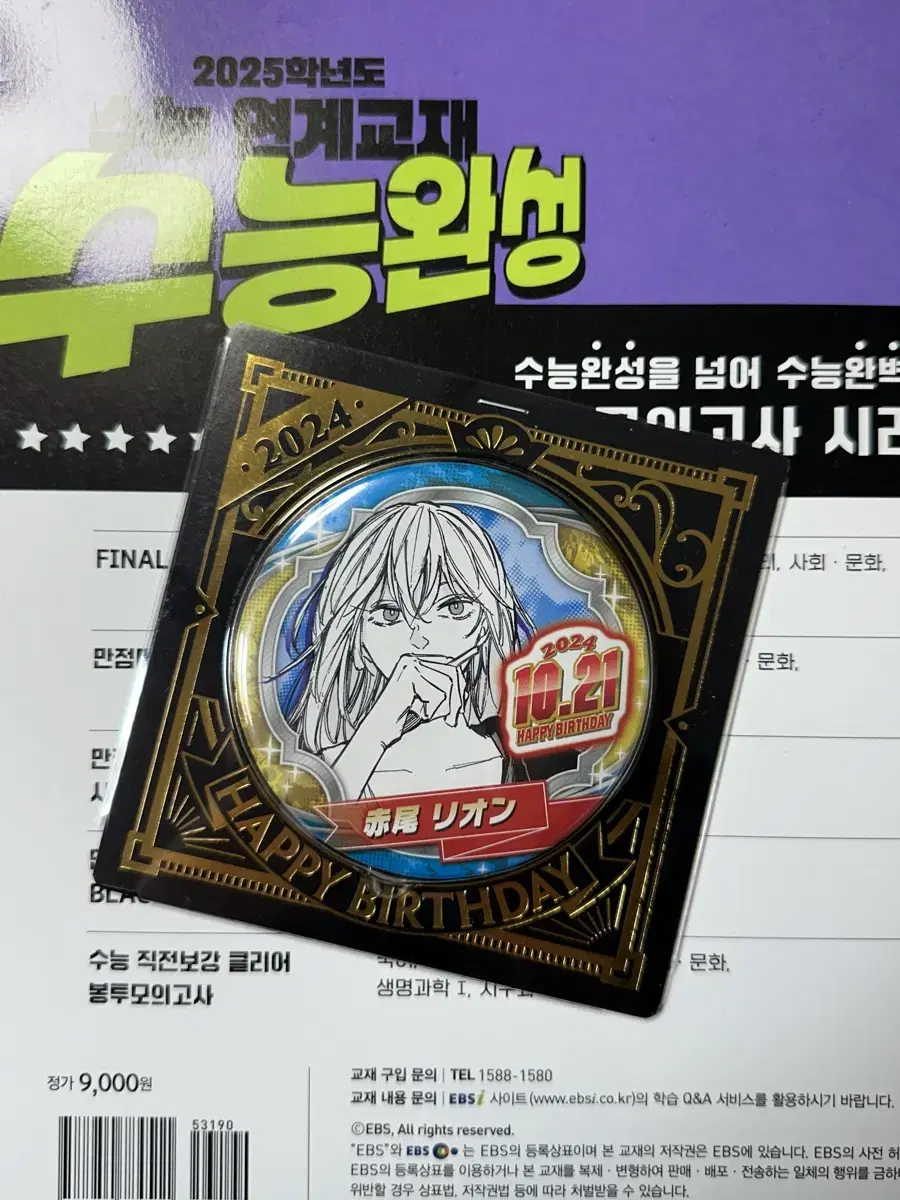 2025학년도
연계교재
수능완성
수능완성을 넘어 수능완벽
모의고사 시리
FINAL
사회 · 문화,
만점
· 문화,
수능 직전보강 클리어
봉투모의고사
· 문화,
생명과학 I,
2024
2024
10.21
HAPPY BIRTHDAY
赤尾 リオン
HAPPY BIRTHDAY
정가 9,000원
53190
교재 구입 문의 | TEL 1588-1580
교재 내용 문의 | EBSi 사이트(www.ebsi.co.kr)의 학습 Q&A 서비스를 활용하시기 바랍니다.
©EBS, All rights reserved.
"EBS"와 EBS 는 EBS의 등록상표이며 본 교재의 저작권은 EBS에 있습니다. EBS의 사전 허
EBS의 등록상표를 이용하거나 본 교재를 복제 · 변형하여 판매 · 배포 · 전송하는 일체의 행위를 금하
위반할 경우 상표법, 저작권법 등에 따라 처벌받을 수 있습니다.